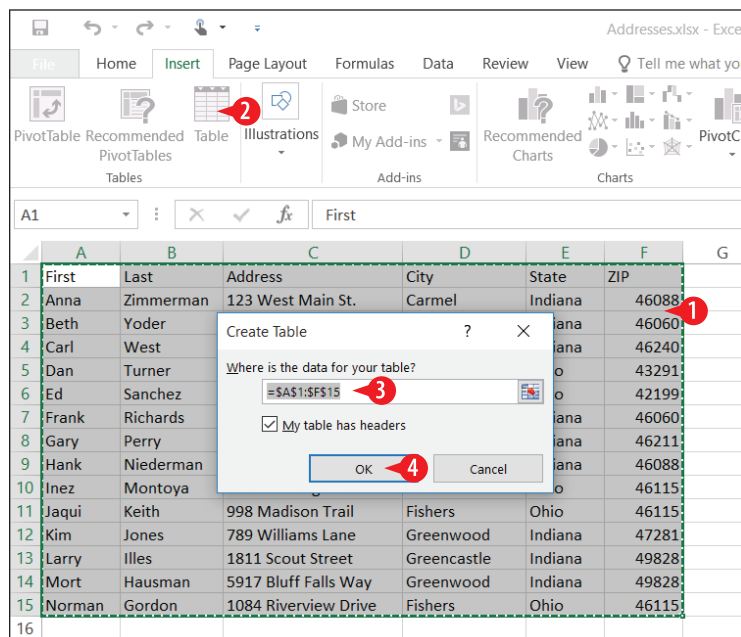 Addresses.xlsx - Exce
File Home Insert Page Layout Formulas Data Review View Tell me what yo
PivotTable Recommended PivotTables Table
Illustrations
Store
My Add-ins
Recommended Charts
PivotC
Tables Add-ins Charts
2
A1 fx First
A B C D E F G
1 First Last Address City State ZIP
2 Anna Zimmerman 123 West Main St. Carmel Indiana 46088
1
3 Beth Yoder iana 46060
4 Carl West iana 46240
5 Dan Turner o 43291
6 Ed Sanchez o 42199
7 Frank Richards iana 46060
8 Gary Perry iana 46211
9 Hank Niederman iana 46088
10 Inez Montoya o 46115
11 Jaqui Keith 998 Madison Trail Fishers Ohio 46115
12 Kim Jones 789 Williams Lane Greenwood Indiana 47281
13 Larry Illes 1811 Scout Street Greencastle Indiana 49828
14 Mort Hausman 5917 Bluff Falls Way Greenwood Indiana 49828
15 Norman Gordon 1084 Riverview Drive Fishers Ohio 46115
16
Create Table ?
Where is the data for your table?
=$A$1:$F$15
3
My table has headers
OK Cancel
4